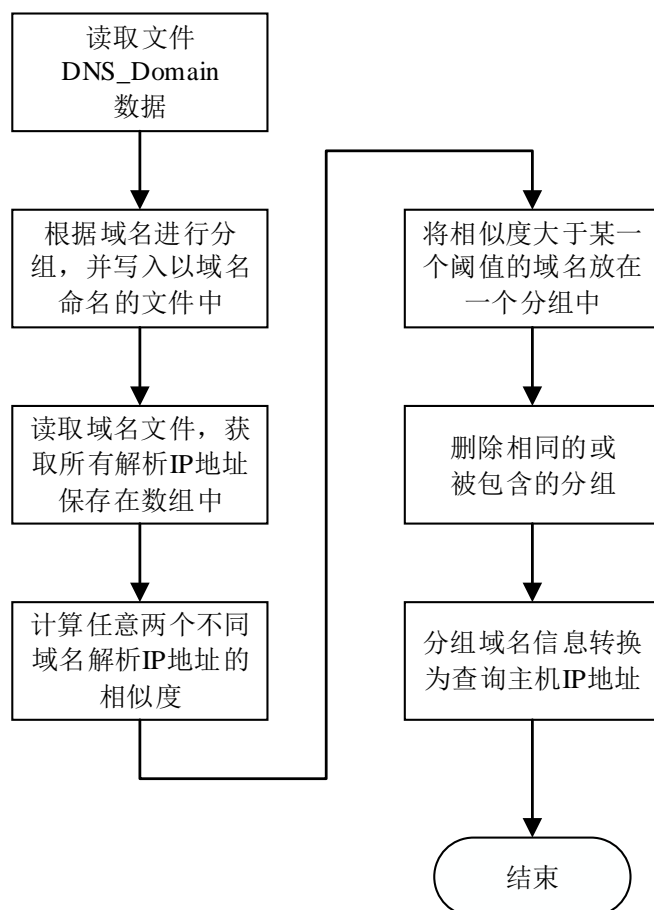 读取文件
DNS_Domain
数据
根据域名进行分
组，并写入以域名
命名的文件中
读取域名文件，获
取所有解析IP地址
保存在数组中
计算任意两个不同
域名解析IP地址的
相似度
将相似度大于某一
个阈值的域名放在
一个分组中
删除相同的或
被包含的分组
分组域名信息转换
为查询主机IP地址
结束